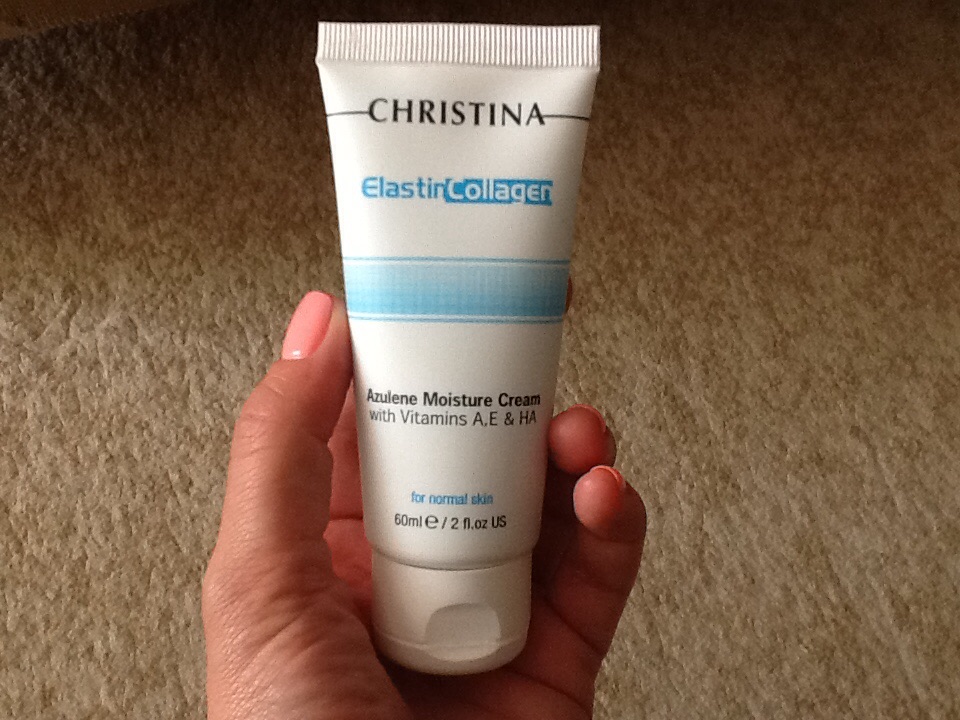 CHRISTINA
ElastinCollagen
Azulene Moisture Cream
with Vitamins A,E & HA
for normal skin
60ml ℮ / 2 fl.oz US